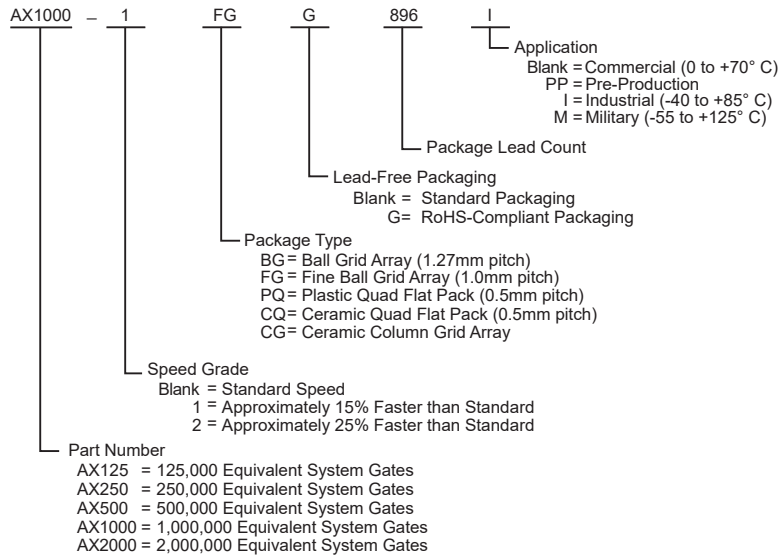 AX1000 – 1 FG G 896 I
Application
Blank = Commercial (0 to +70° C)
PP = Pre-Production
I = Industrial (-40 to +85° C)
M = Military (-55 to +125° C)
Package Lead Count
Lead-Free Packaging
Blank = Standard Packaging
G= RoHS-Compliant Packaging
Package Type
BG = Ball Grid Array (1.27mm pitch)
FG = Fine Ball Grid Array (1.0mm pitch)
PQ = Plastic Quad Flat Pack (0.5mm pitch)
CQ = Ceramic Quad Flat Pack (0.5mm pitch)
CG = Ceramic Column Grid Array
Speed Grade
Blank = Standard Speed
1 = Approximately 15% Faster than Standard
2 = Approximately 25% Faster than Standard
Part Number
AX125 = 125,000 Equivalent System Gates
AX250 = 250,000 Equivalent System Gates
AX500 = 500,000 Equivalent System Gates
AX1000 = 1,000,000 Equivalent System Gates
AX2000 = 2,000,000 Equivalent System Gates